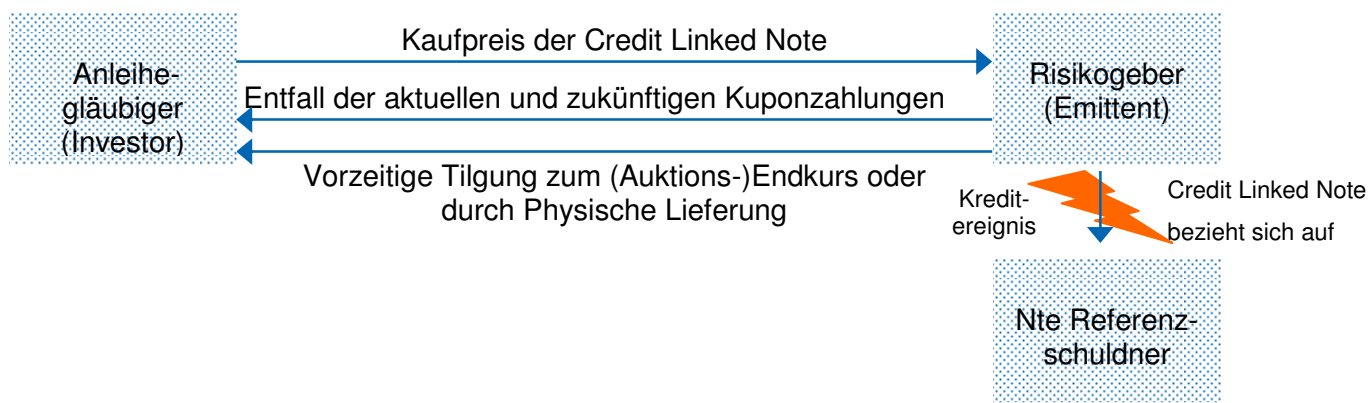 Kaufpreis der Credit Linked Note
Anleihe-
gläubiger
(Investor)
Risikogeber
(Emittent)
Entfall der aktuellen und zukünftigen Kuponzahlungen
Vorzeitige Tilgung zum (Auktions-)Endkurs oder
durch Physische Lieferung
Kredit-
ereignis
Credit Linked Note
bezieht sich auf
Nte Referenz-
schuldner